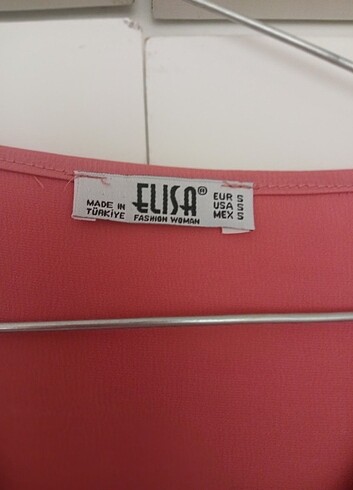 MADE IN
TÜRKİYE
ELISA®
FASHION WOMAN
EUR S
USA S
MEX S